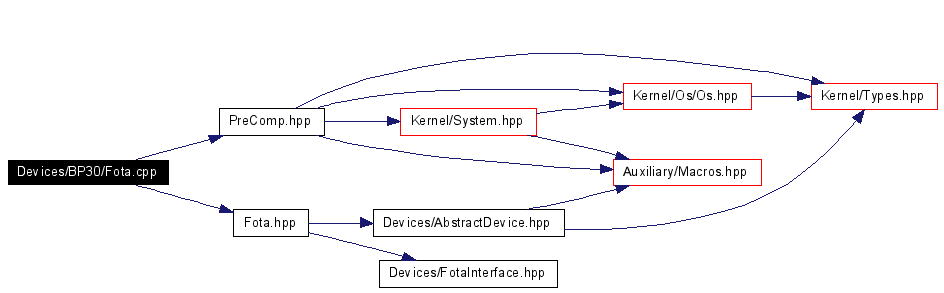 Kernel/Os/Os.hpp
Kernel/Types.hpp
PreComp.hpp
Kernel/System.hpp
Devices/BP30/Fota.cpp
Auxiliary/Macros.hpp
Fota.hpp
Devices/AbstractDevice.hpp
Devices/FotaInterface.hpp